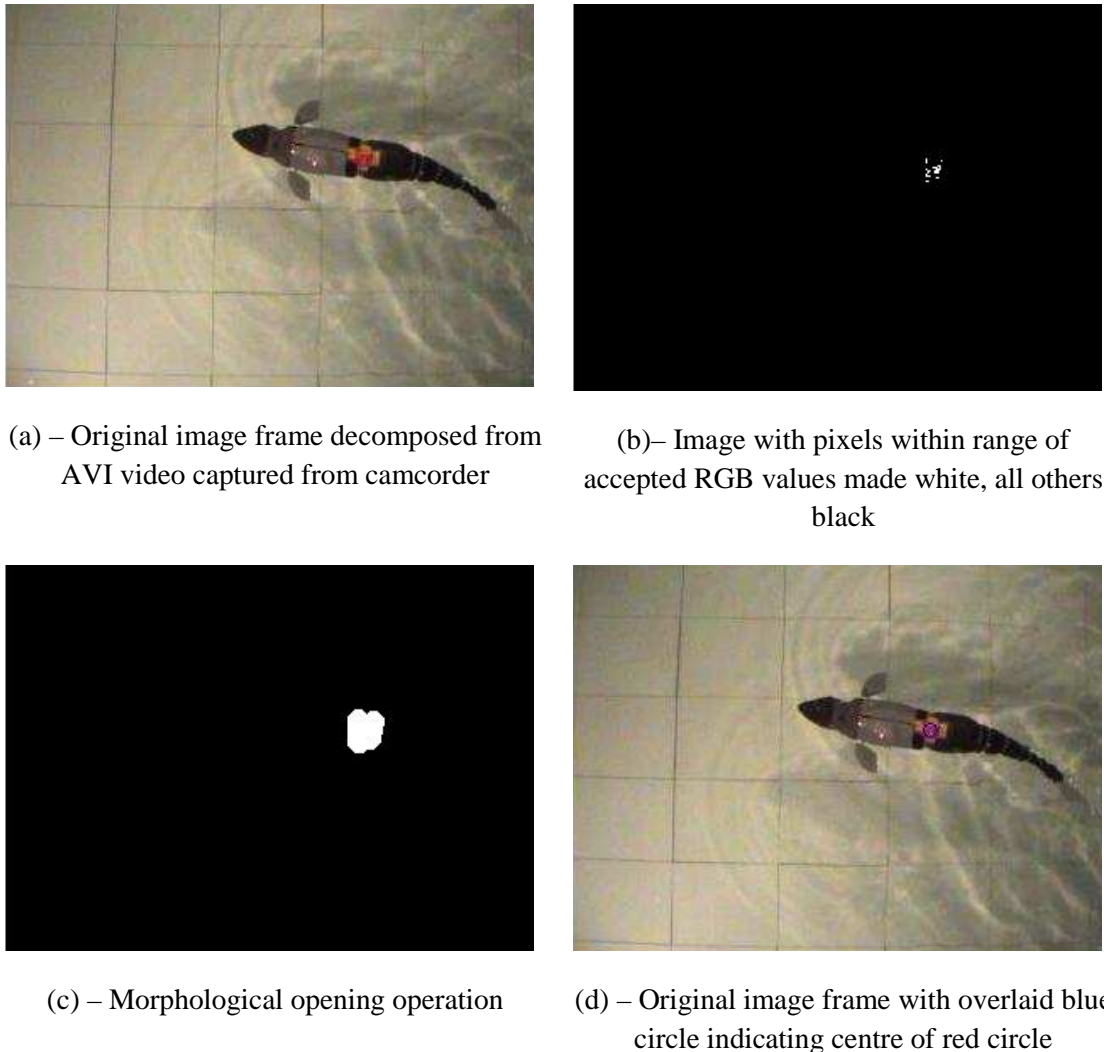 (a) – Original image frame decomposed from
AVI video captured from camcorder
(b)– Image with pixels within range of
accepted RGB values made white, all others
black
(c) – Morphological opening operation
(d) – Original image frame with overlaid blue
circle indicating centre of red circle